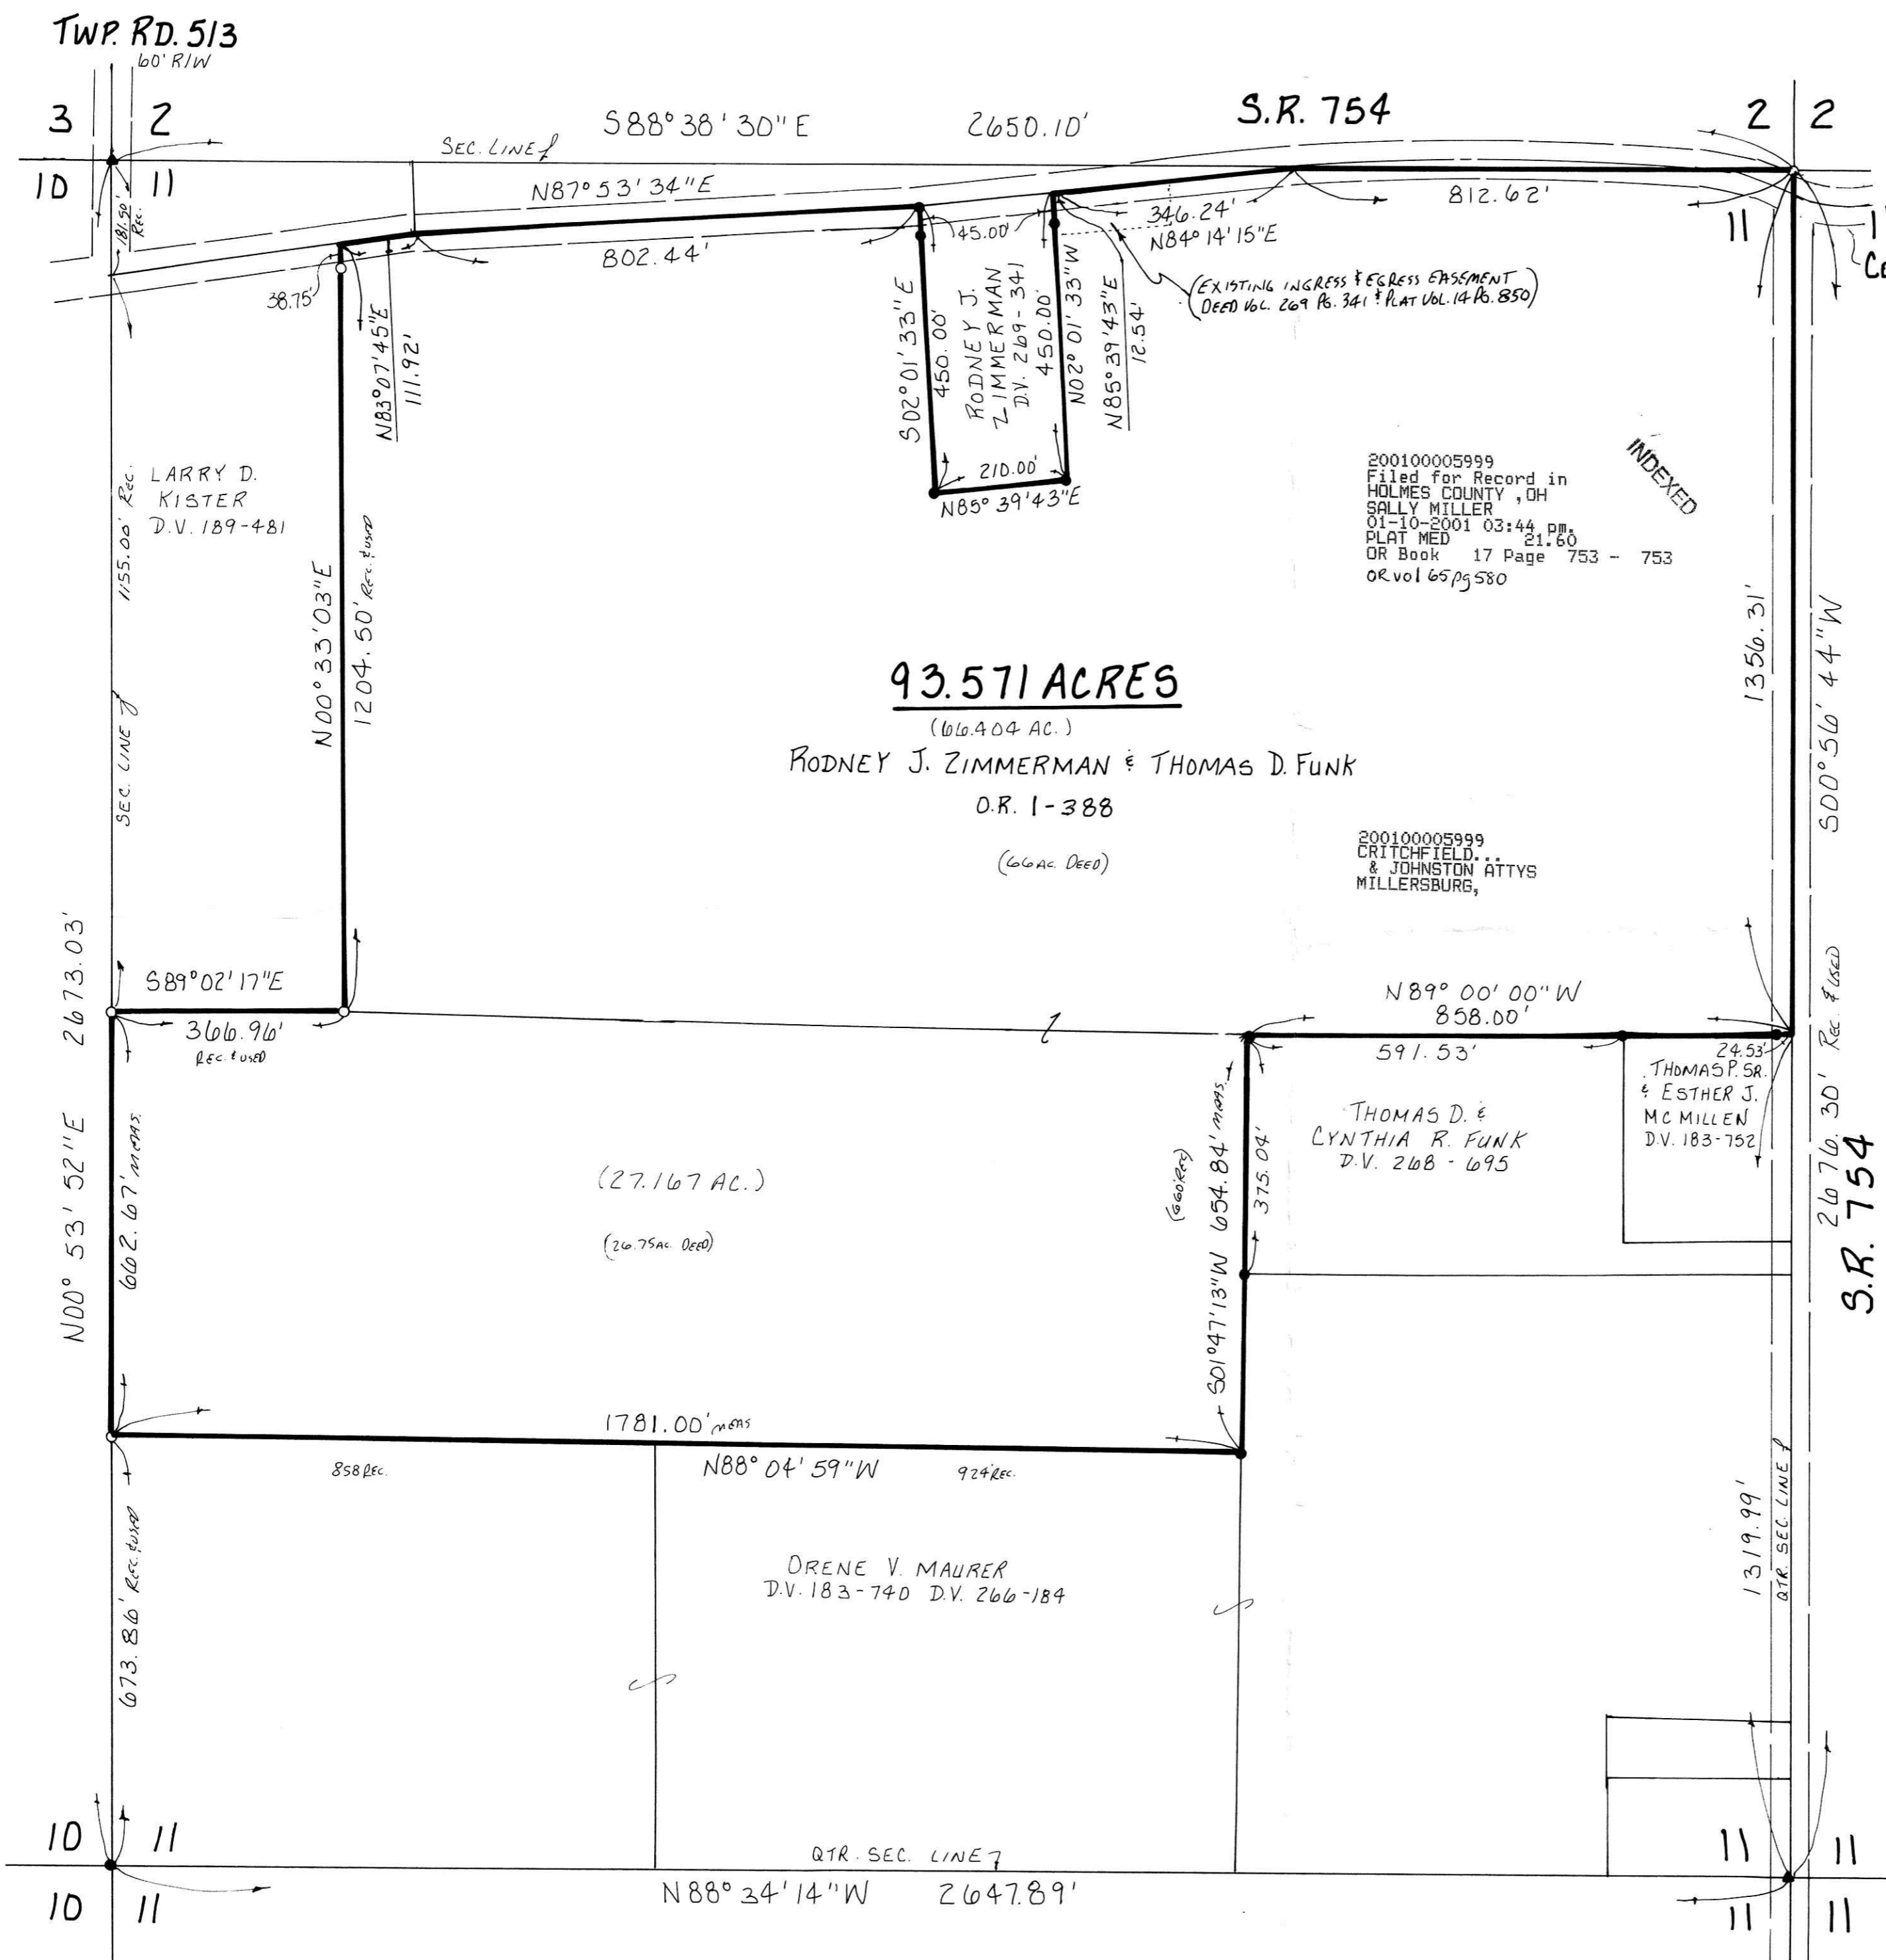 TWP. RD. 513
60' R/W
3 2
S88° 38' 30" E 2650.10'
S.R. 754
2 2
SEC. LINE
10 11
181.50'
REC.
N87° 53' 34" E
802.44'
38.75'
N83° 07' 45" E
111.92'
45.00'
346.24'
N84° 14' 15" E
812.62'
11
S02° 01' 33" E
450.00'
RODNEY J.
ZIMMERMAN
D.V. 269-341
450.00'
N02° 01' 33" W
N85° 39' 43" E
12.54'
(EXISTING INGRESS & EGRESS EASEMENT
DEED VOL. 269 PG. 341 & PLAT VOL. 14 PG. 850)
210.00'
N85° 39' 43" E
1155.00' REC.
LARRY D.
KISTER
D.V. 189-481
SEC. LINE
N00° 33' 03" E
1204.50' REC. & USED
200100005999
Filed for Record in
HOLMES COUNTY ,OH
SALLY MILLER
01-10-2001 03:44 pm.
PLAT MED 21.60
OR Book 17 Page 753 - 753
OR vol 65 pg 580
INDEXED
1356.31'
S00° 56' 44" W
2676.30' REC. & USED
S.R. 754
93.571 ACRES
(66.404 AC.)
RODNEY J. ZIMMERMAN & THOMAS D. FUNK
O.R. 1-388
(66 AC. DEED)
200100005999
CRITCHFIELD...
& JOHNSTON ATTYS
MILLERSBURG,
N00° 53' 52" E 2673.03'
S89° 02' 17" E
366.96'
REC. & USED
N89° 00' 00" W
858.00'
591.53'
24.53'
THOMAS P. SR.
& ESTHER J.
MC MILLEN
D.V. 183-752
THOMAS D. &
CYNTHIA R. FUNK
D.V. 268-695
662.67' MEAS.
(27.167 AC.)
(26.75 AC. DEED)
(660' REC)
S01° 47' 13" W 654.84' MEAS.
375.04'
1781.00' MEAS
858 REC.
N88° 04' 59" W
924' REC.
673.86' REC. & USED
ORENE V. MAURER
D.V. 183-740 D.V. 266-184
1319.99'
QTR. SEC. LINE
10 11
QTR. SEC. LINE
11 11
N88° 34' 14" W 2647.89'
10 11
11 11